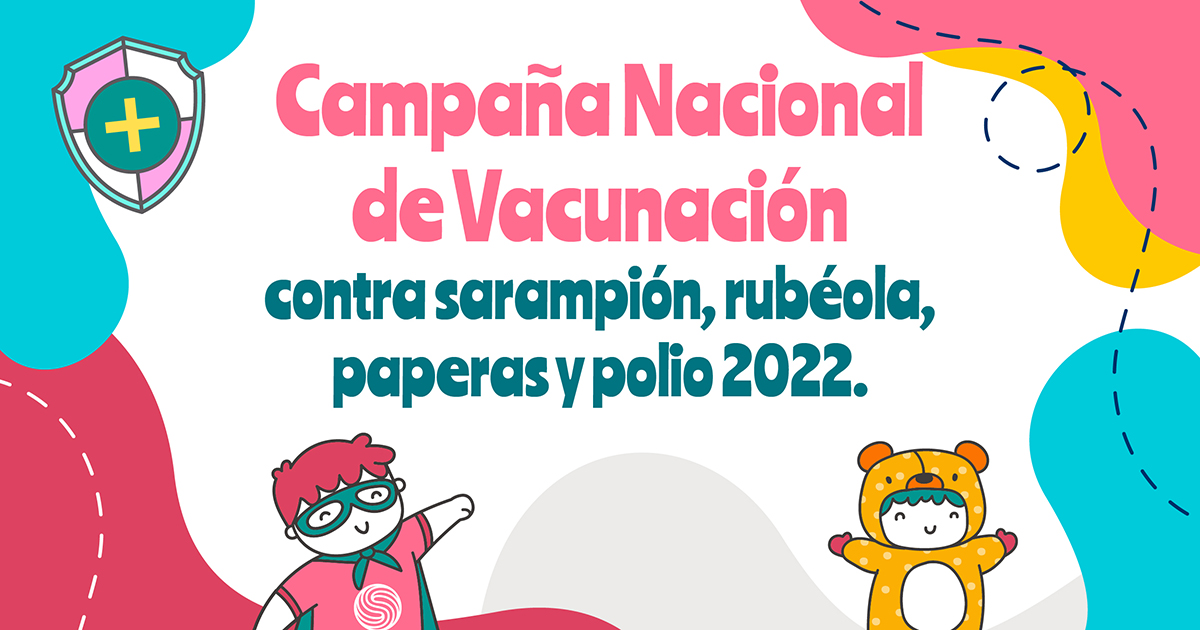 Campaña Nacional
de Vacunación
contra sarampión, rubéola,
paperas y polio 2022.